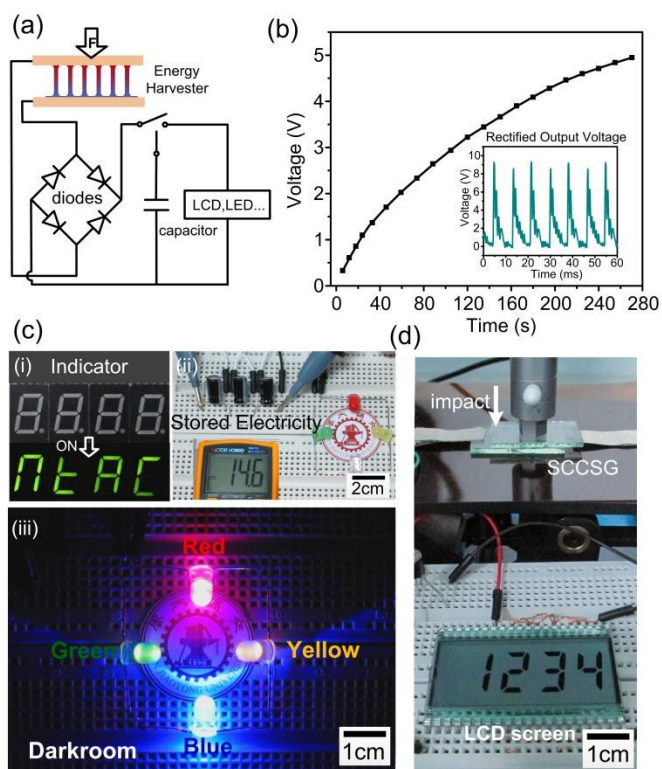 (a)
F
Energy
Harvester
diodes
LCD,LED...
capacitor
(b)
Voltage (V)
5
4
3
2
1
0
0 40 80 120 160 200 240 280
Time (s)
Rectified Output Voltage
Voltage (V)
10
8
6
4
2
0
0 10 20 30 40 50 60
Time (ms)
(c)
(i) Indicator
8888
ON
(ii)
Stored Electricity
14.6
2cm
(iii)
Red
Green
Yellow
Blue
1896
Darkroom
1cm
(d)
impact
SCCSG
1234
LCD screen
1cm